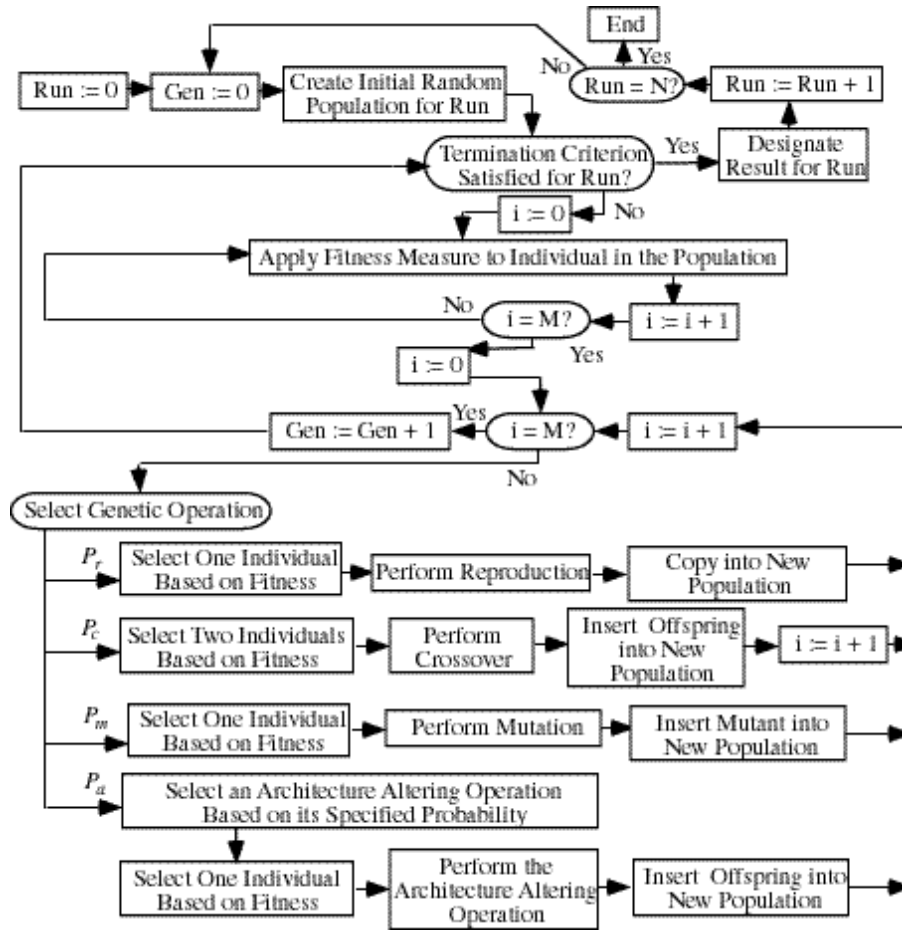 End
No
Yes
Run := 0
Gen := 0
Create Initial Random
Population for Run
Run = N?
Run := Run + 1
Termination Criterion
Satisfied for Run?
Yes
Designate
Result for Run
i := 0
No
Apply Fitness Measure to Individual in the Population
No
i = M?
i := i + 1
Yes
i := 0
Gen := Gen + 1
Yes
i = M?
i := i + 1
No
Select Genetic Operation
Pr
Select One Individual
Based on Fitness
Perform Reproduction
Copy into New
Population
Pc
Select Two Individuals
Based on Fitness
Perform
Crossover
Insert Offspring
into New
Population
i := i + 1
Pm
Select One Individual
Based on Fitness
Perform Mutation
Insert Mutant into
New Population
Pa
Select an Architecture Altering Operation
Based on its Specified Probability
Select One Individual
Based on Fitness
Perform the
Architecture Altering
Operation
Insert Offspring into
New Population